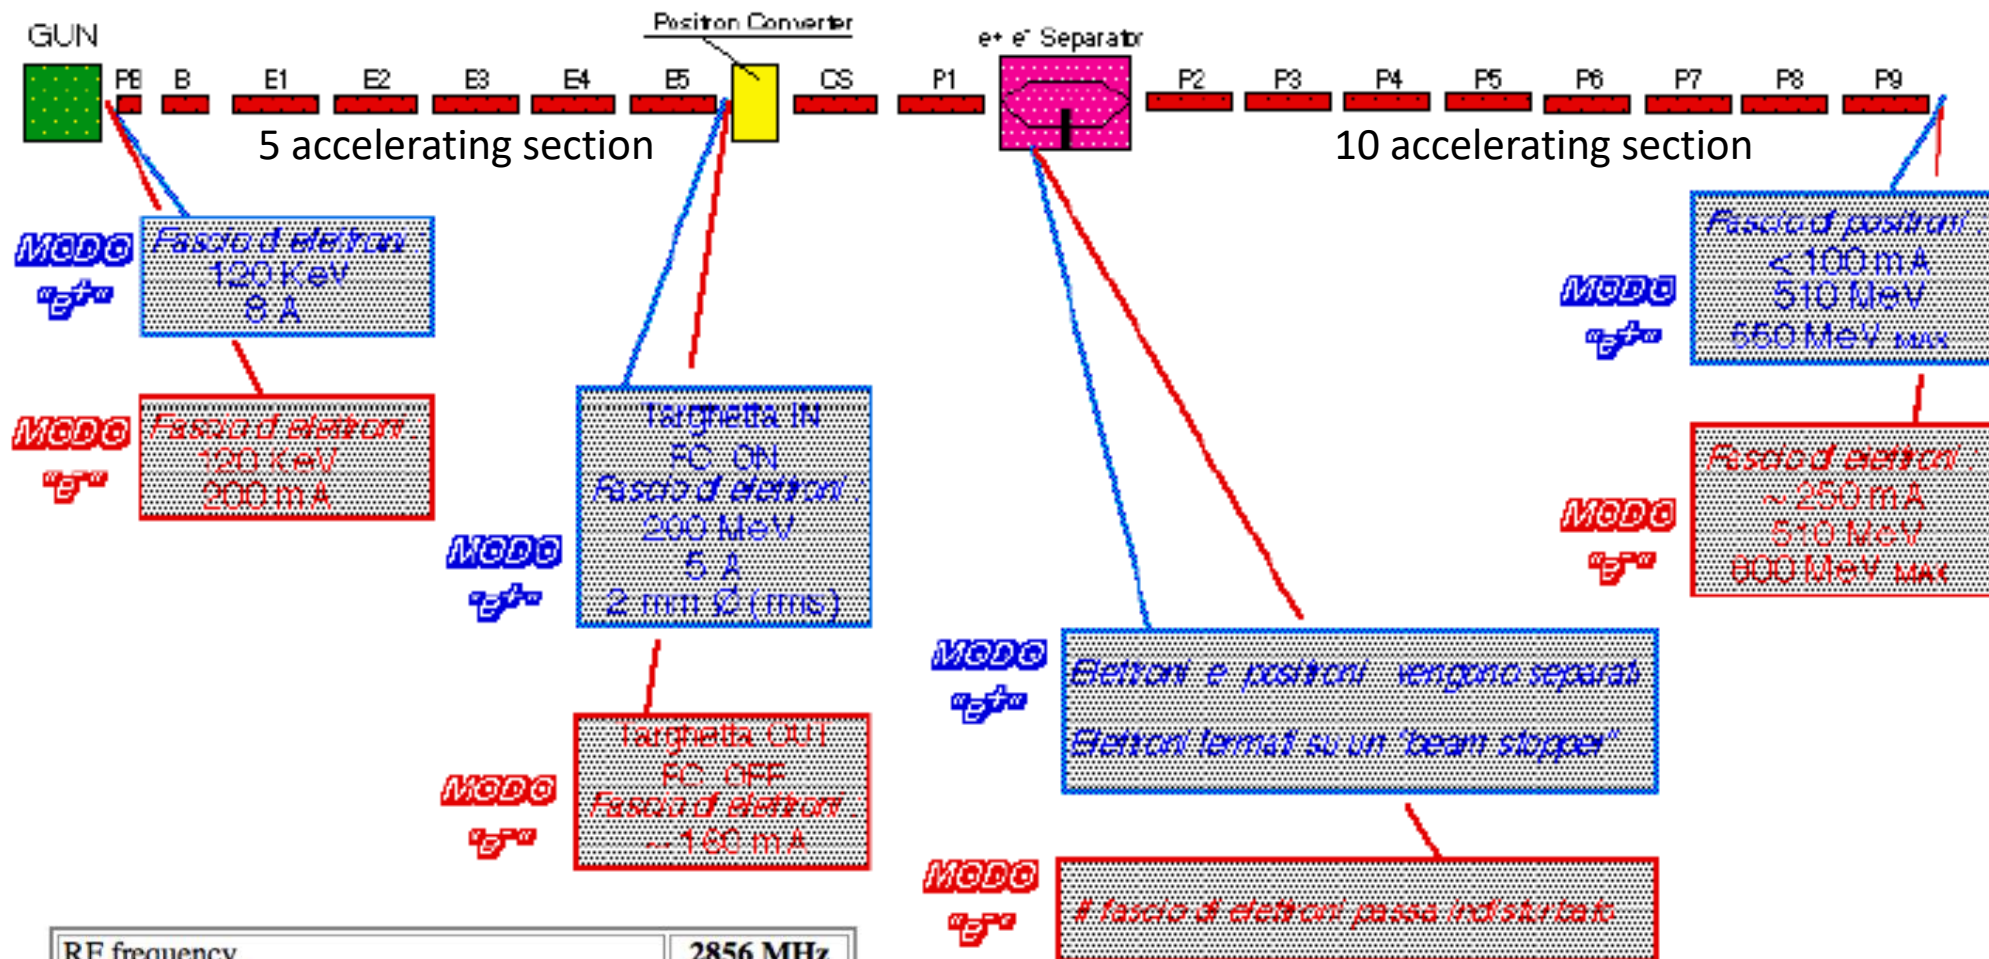 GUN
Positron Converter
e+ e- Separator
PB B E1 E2 E3 E4 E5 CS P1 P2 P3 P4 P5 P6 P7 P8 P9
5 accelerating section
10 accelerating section
MODO
"e+"
Fascio di elettroni
120 KeV
8 A
MODO
"e-"
Fascio di elettroni :
120 KeV
200 mA
MODO
"e+"
Targhetta IN
FC ON
Fascio di elettroni :
200 MeV
5 A
2 mm Ø (rms)
MODO
"e-"
Targhetta OUT
FC OFF
Fascio di elettroni
~ 160 mA
MODO
"e+"
Elettroni e positroni vengono separati
Elettroni fermati su un "beam stopper"
MODO
"e-"
Il fascio di elettroni passa indisturbato
MODO
"e+"
Fascio di positroni :
< 100 mA
510 MeV
550 MeV MAX
MODO
"e-"
Fascio di elettroni :
~ 250 mA
510 MeV
800 MeV MAX
RF frequency... 2856 MHz